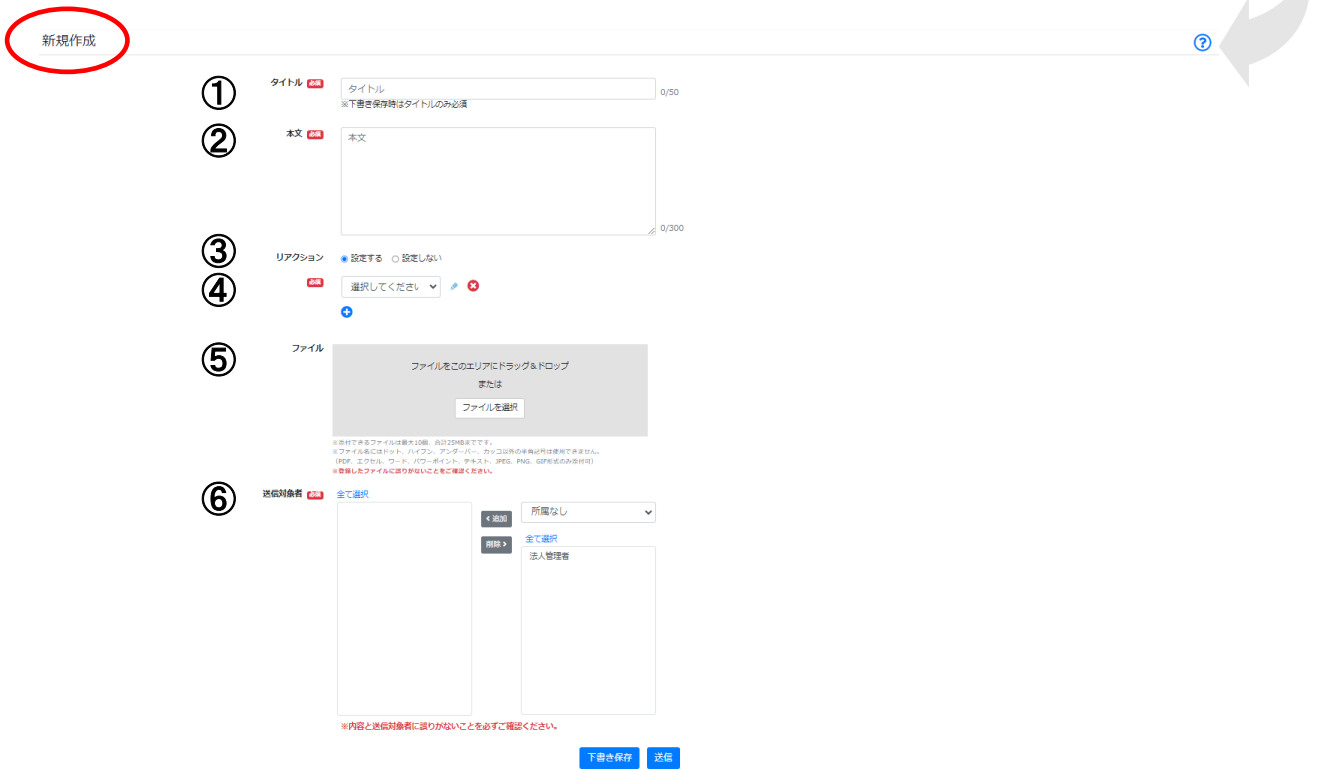 新規作成
?
① タイトル 必須 タイトル 0/50
※下書き保存時はタイトルのみ必須
② 本文 必須 本文
0/300
③ リアクション 設定する 設定しない
④ 必須 選択してください
⑤ ファイル
ファイルをこのエリアにドラッグ&ドロップ
または
ファイルを選択
※添付できるファイルは最大10個、合計25MBまでです。
※ファイル名にはドット、ハイフン、アンダーバー、カッコ以外の半角記号は使用できません。
（PDF、エクセル、ワード、パワーポイント、テキスト、JPEG、PNG、GIF形式のみ添付可）
※登録したファイルに誤りがないことをご確認ください。
⑥ 送信対象者 必須 全て選択
追加 所属なし
削除 全て選択
法人管理者
※内容と送信対象者に誤りがないことを必ずご確認ください。
下書き保存 送信